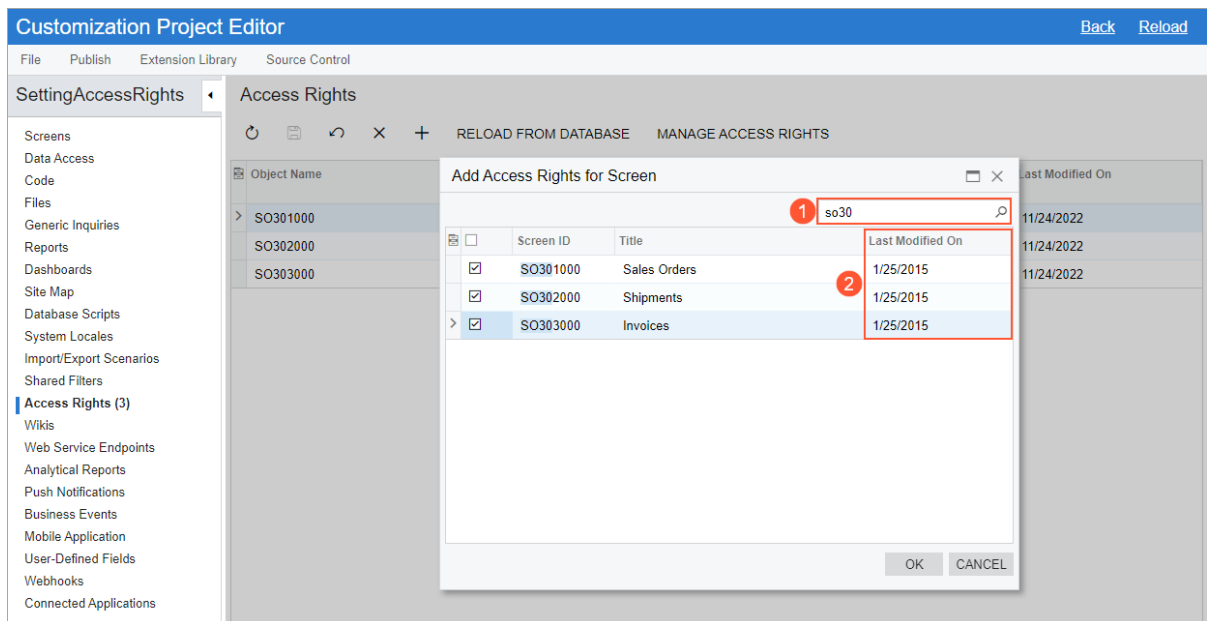 Customization Project Editor Back Reload
File Publish Extension Library Source Control
SettingAccessRights
Screens
Data Access
Code
Files
Generic Inquiries
Reports
Dashboards
Site Map
Database Scripts
System Locales
Import/Export Scenarios
Shared Filters
Access Rights (3)
Wikis
Web Service Endpoints
Analytical Reports
Push Notifications
Business Events
Mobile Application
User-Defined Fields
Webhooks
Connected Applications
Access Rights
RELOAD FROM DATABASE MANAGE ACCESS RIGHTS
Object Name Last Modified On
SO301000 11/24/2022
SO302000 11/24/2022
SO303000 11/24/2022
Add Access Rights for Screen
1 so30
Screen ID Title Last Modified On
SO301000 Sales Orders 1/25/2015
2
SO302000 Shipments 1/25/2015
SO303000 Invoices 1/25/2015
OK CANCEL